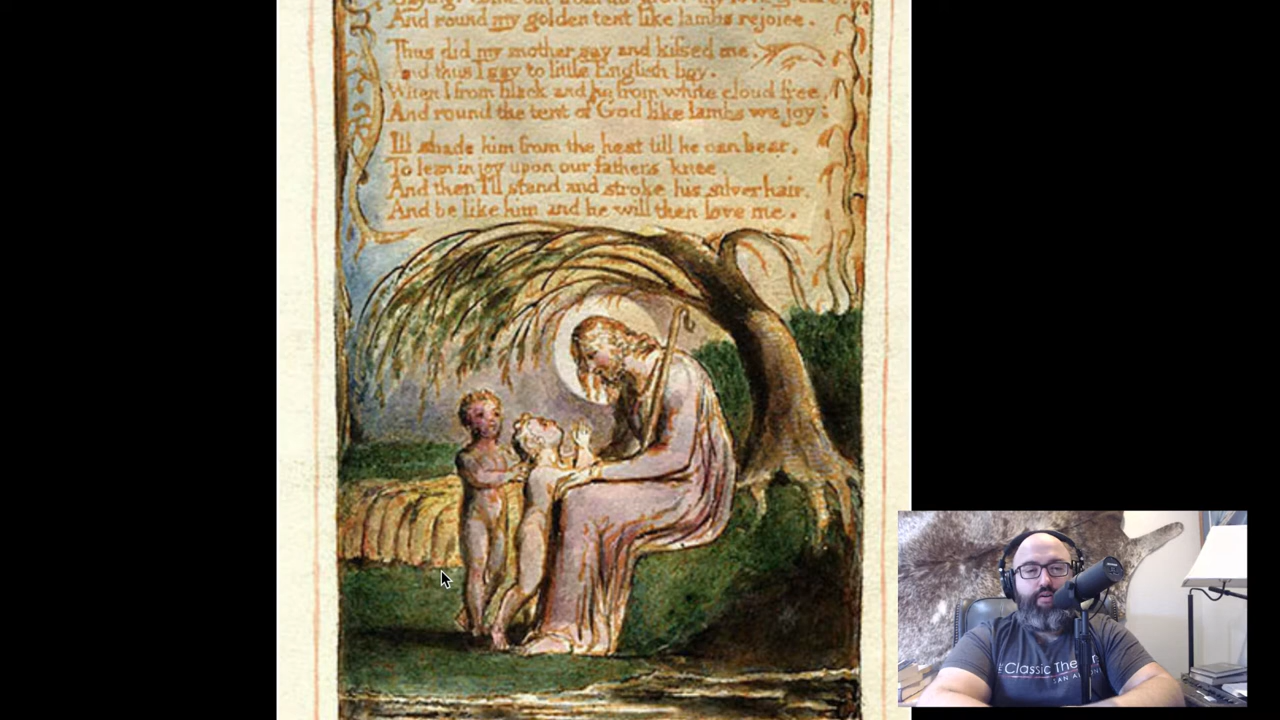 And round my golden tent like lambs rejoice.
Thus did my mother say and kissed me.
And thus I say to little English boy.
When I from black and he from white cloud free,
And round the tent of God like lambs we joy:
Ill shade him from the heat till he can bear,
To lean in joy upon our fathers knee
And then I'll stand and stroke his silver hair,
And be like him and he will then love me.
Classic Theatre
SAN